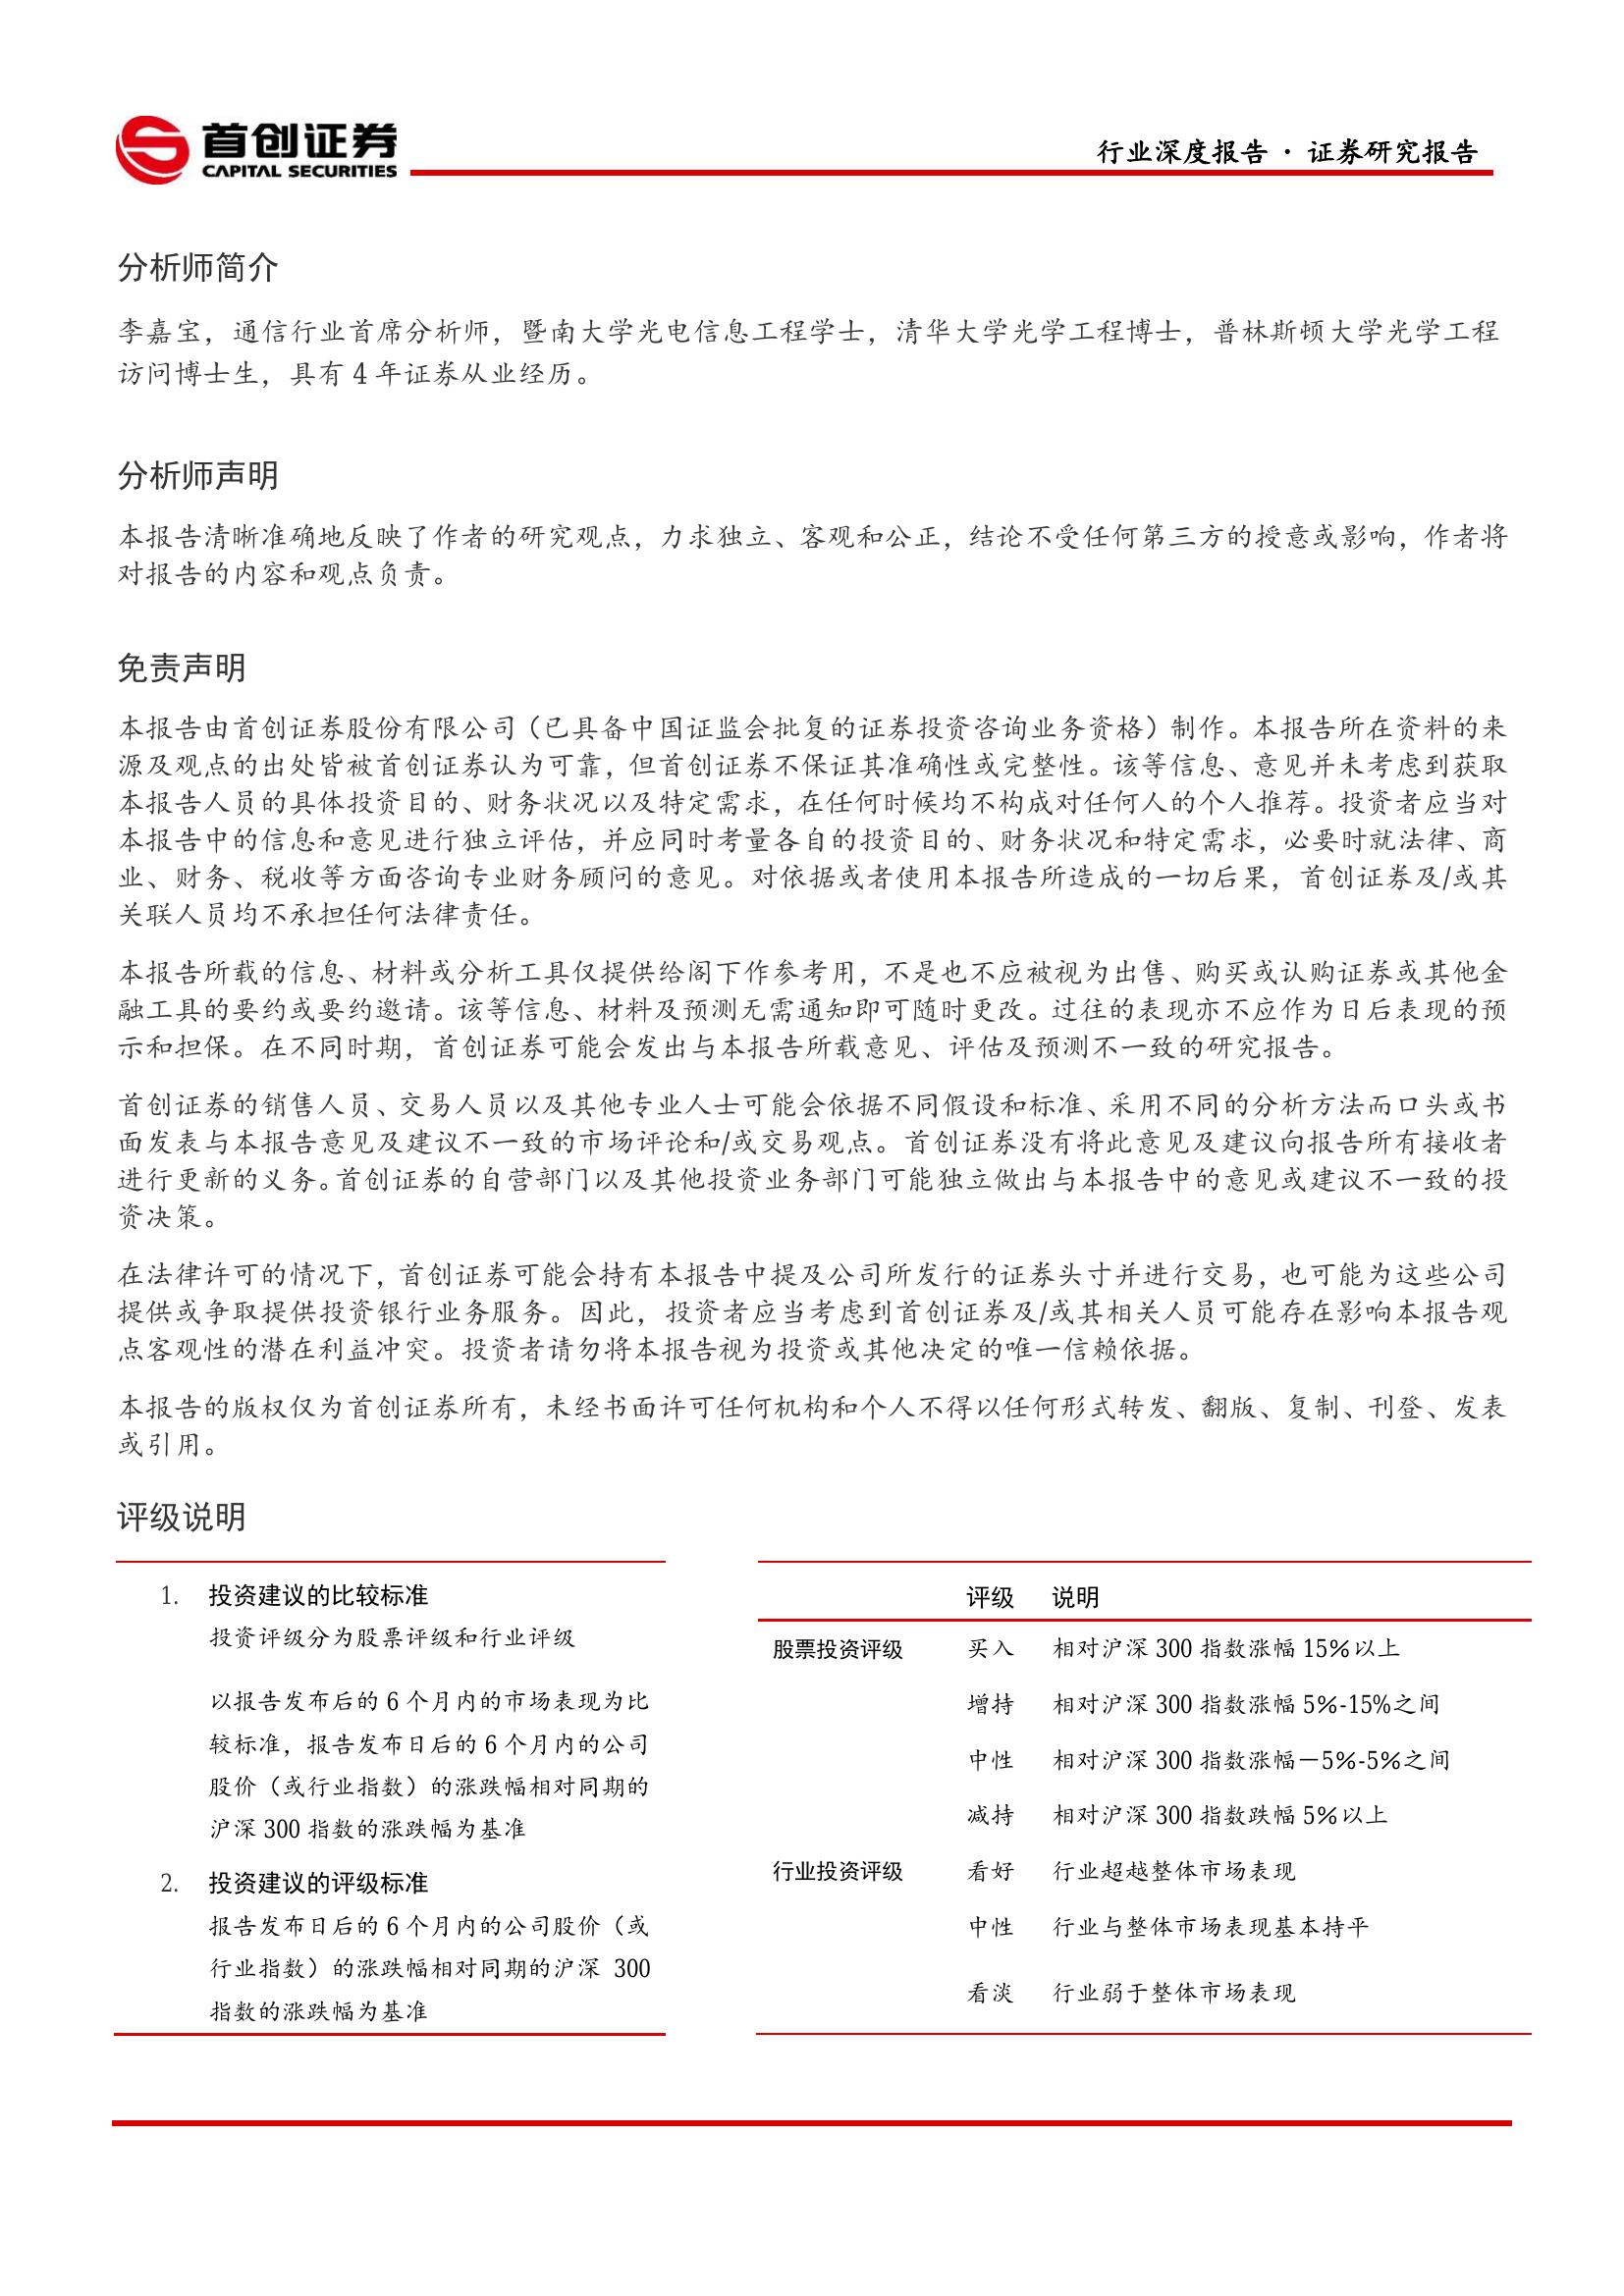 首创证券
CAPITAL SECURITIES
行业深度报告 · 证券研究报告
分析师简介
李嘉宝，通信行业首席分析师，暨南大学光电信息工程学士，清华大学光学工程博士，普林斯顿大学光学工程
访问博士生，具有 4 年证券从业经历。
分析师声明
本报告清晰准确地反映了作者的研究观点，力求独立、客观和公正，结论不受任何第三方的授意或影响，作者将
对报告的内容和观点负责。
免责声明
本报告由首创证券股份有限公司（已具备中国证监会批复的证券投资咨询业务资格）制作。本报告所在资料的来
源及观点的出处皆被首创证券认为可靠，但首创证券不保证其准确性或完整性。该等信息、意见并未考虑到获取
本报告人员的具体投资目的、财务状况以及特定需求，在任何时候均不构成对任何人的个人推荐。投资者应当对
本报告中的信息和意见进行独立评估，并应同时考量各自的投资目的、财务状况和特定需求，必要时就法律、商
业、财务、税收等方面咨询专业财务顾问的意见。对依据或者使用本报告所造成的一切后果，首创证券及/或其
关联人员均不承担任何法律责任。
本报告所载的信息、材料或分析工具仅提供给阁下作参考用，不是也不应被视为出售、购买或认购证券或其他金
融工具的要约或要约邀请。该等信息、材料及预测无需通知即可随时更改。过往的表现亦不应作为日后表现的预
示和担保。在不同时期，首创证券可能会发出与本报告所载意见、评估及预测不一致的研究报告。
首创证券的销售人员、交易人员以及其他专业人士可能会依据不同假设和标准、采用不同的分析方法而口头或书
面发表与本报告意见及建议不一致的市场评论和/或交易观点。首创证券没有将此意见及建议向报告所有接收者
进行更新的义务。首创证券的自营部门以及其他投资业务部门可能独立做出与本报告中的意见或建议不一致的投
资决策。
在法律许可的情况下，首创证券可能会持有本报告中提及公司所发行的证券头寸并进行交易，也可能为这些公司
提供或争取提供投资银行业务服务。因此，投资者应当考虑到首创证券及/或其相关人员可能存在影响本报告观
点客观性的潜在利益冲突。投资者请勿将本报告视为投资或其他决定的唯一信赖依据。
本报告的版权仅为首创证券所有，未经书面许可任何机构和个人不得以任何形式转发、翻版、复制、刊登、发表
或引用。
评级说明
1. 投资建议的比较标准
投资评级分为股票评级和行业评级
以报告发布后的 6 个月内的市场表现为比
较标准，报告发布日后的 6 个月内的公司
股价（或行业指数）的涨跌幅相对同期的
沪深 300 指数的涨跌幅为基准
2. 投资建议的评级标准
报告发布日后的 6 个月内的公司股价（或
行业指数）的涨跌幅相对同期的沪深 300
指数的涨跌幅为基准
评级 说明
股票投资评级 买入 相对沪深 300 指数涨幅 15％以上
增持 相对沪深 300 指数涨幅 5％-15％之间
中性 相对沪深 300 指数涨幅－5％-5％之间
减持 相对沪深 300 指数跌幅 5％以上
行业投资评级 看好 行业超越整体市场表现
中性 行业与整体市场表现基本持平
看淡 行业弱于整体市场表现